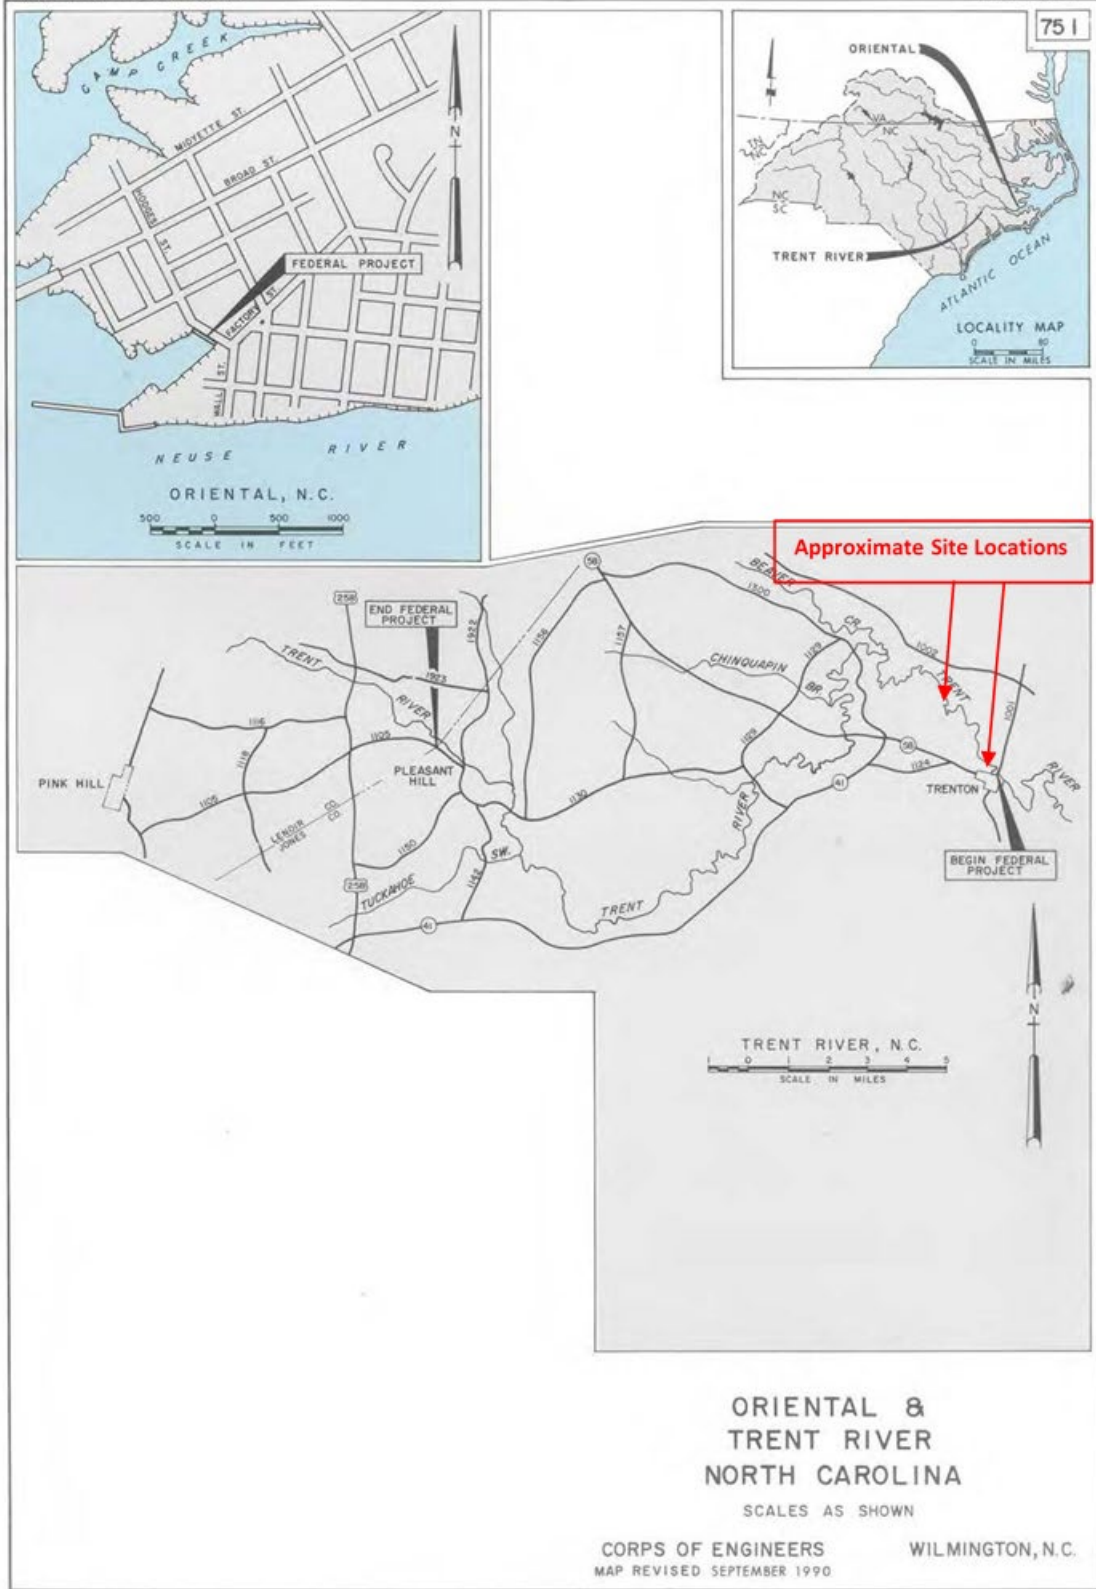 CAMP CREEK
MIDYETTE ST.
BROAD ST.
HODGES ST.
N
FEDERAL PROJECT
FACTORY ST.
WALL ST.
NEUSE RIVER
ORIENTAL, N.C.
500 0 500 1000
SCALE IN FEET
75 1
ORIENTAL
N
VA
NC
TN
NC
NC
SC
TRENT RIVER
ATLANTIC OCEAN
LOCALITY MAP
0 80
SCALE IN MILES
Approximate Site Locations
58
BEAVER CR.
1300
1002
258
END FEDERAL
PROJECT
1922
1156
1157
1129
TRENT RIVER
1923
CHINQUAPIN BR.
TRENT RIVER
1001
1116
1105
1118
1129
58
1124
PINK HILL
PLEASANT
HILL
TRENTON
41
1105
1130
RIVER
LENOIR CO.
JONES CO.
1150
SW.
BEGIN FEDERAL
PROJECT
258
TUCKAHOE
1142
TRENT
41
N
TRENT RIVER, N.C.
1 0 1 2 3 4 5
SCALE IN MILES
ORIENTAL &
TRENT RIVER
NORTH CAROLINA
SCALES AS SHOWN
CORPS OF ENGINEERS WILMINGTON, N.C.
MAP REVISED SEPTEMBER 1990